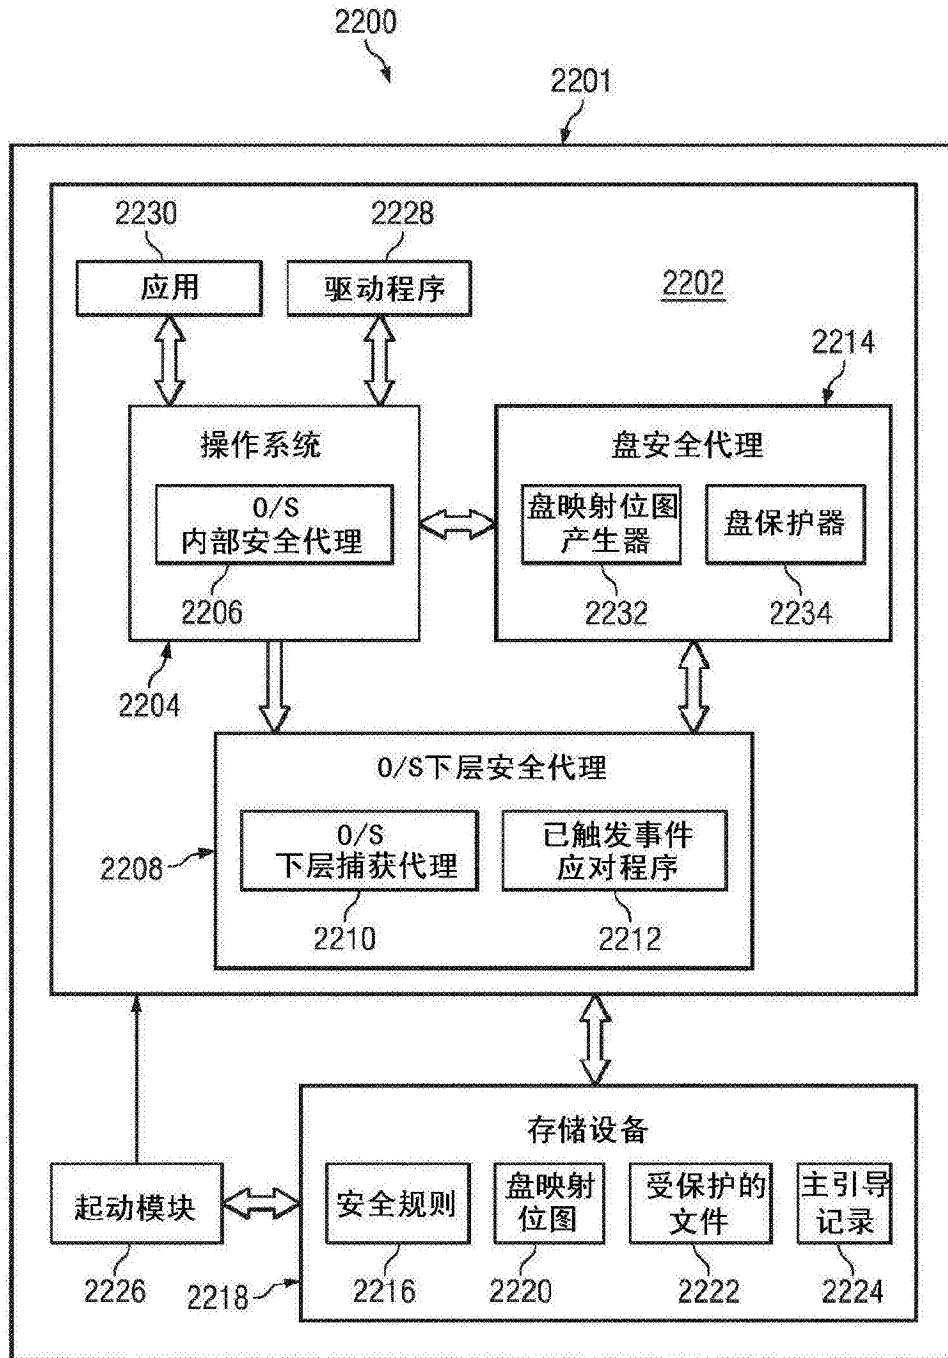 2200
2201
2230
2228
应用
驱动程序
2202
2214
操作系统
盘安全代理
O/S
内部安全代理
盘映射位图
产生器
盘保护器
2206
2232
2234
2204
O/S下层安全代理
O/S
下层捕获代理
已触发事件
应对程序
2208
2210
2212
存储设备
起动模块
安全规则
盘映射
位图
受保护的
文件
主引导
记录
2226
2218
2216
2220
2222
2224